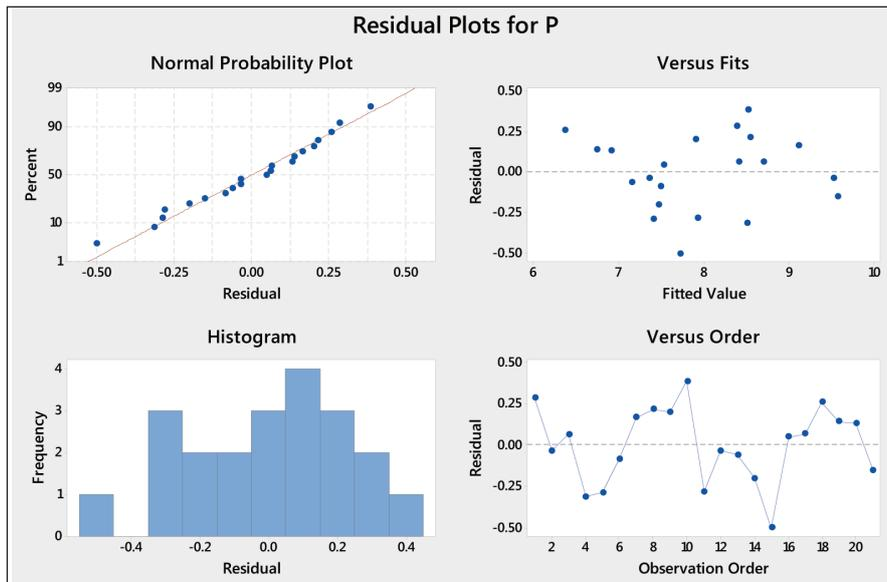 Residual Plots for P
Normal Probability Plot
99
90
50
10
1
Percent
-0.50 -0.25 0.00 0.25 0.50
Residual
Versus Fits
0.50
0.25
0.00
-0.25
-0.50
Residual
6 7 8 9 10
Fitted Value
Histogram
4
3
2
1
0
Frequency
-0.4 -0.2 0.0 0.2 0.4
Residual
Versus Order
0.50
0.25
0.00
-0.25
-0.50
Residual
2 4 6 8 10 12 14 16 18 20
Observation Order